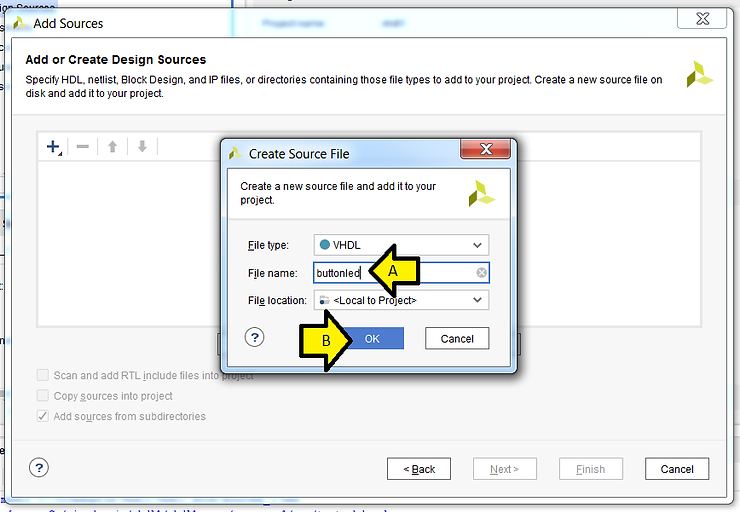 sign Sources
Project name
Add Sources
Add or Create Design Sources
Specify HDL, netlist, Block Design, and IP files, or directories containing those file types to add to your project. Create a new source file on
disk and add it to your project.
Create Source File
Create a new source file and add it to your
project.
File type: VHDL
File name: buttonled A
File location: <Local to Project>
? B OK Cancel
Scan and add RTL include files into project
Copy sources into project
Add sources from subdirectories
? < Back Next > Finish Cancel